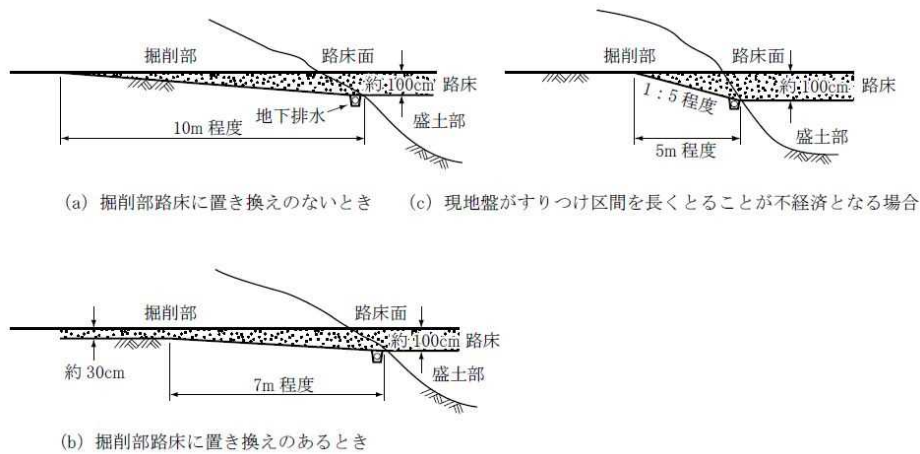 掘削部
路床面
約100cm 路床
地下排水
10m 程度
盛土部
(a) 掘削部路床に置き換えのないとき
掘削部
路床面
約100cm 路床
1：5 程度
盛土部
5m 程度
(c) 現地盤がすりつけ区間を長くとることが不経済となる場合
掘削部
路床面
約100cm 路床
約30cm
7m 程度
盛土部
(b) 掘削部路床に置き換えのあるとき